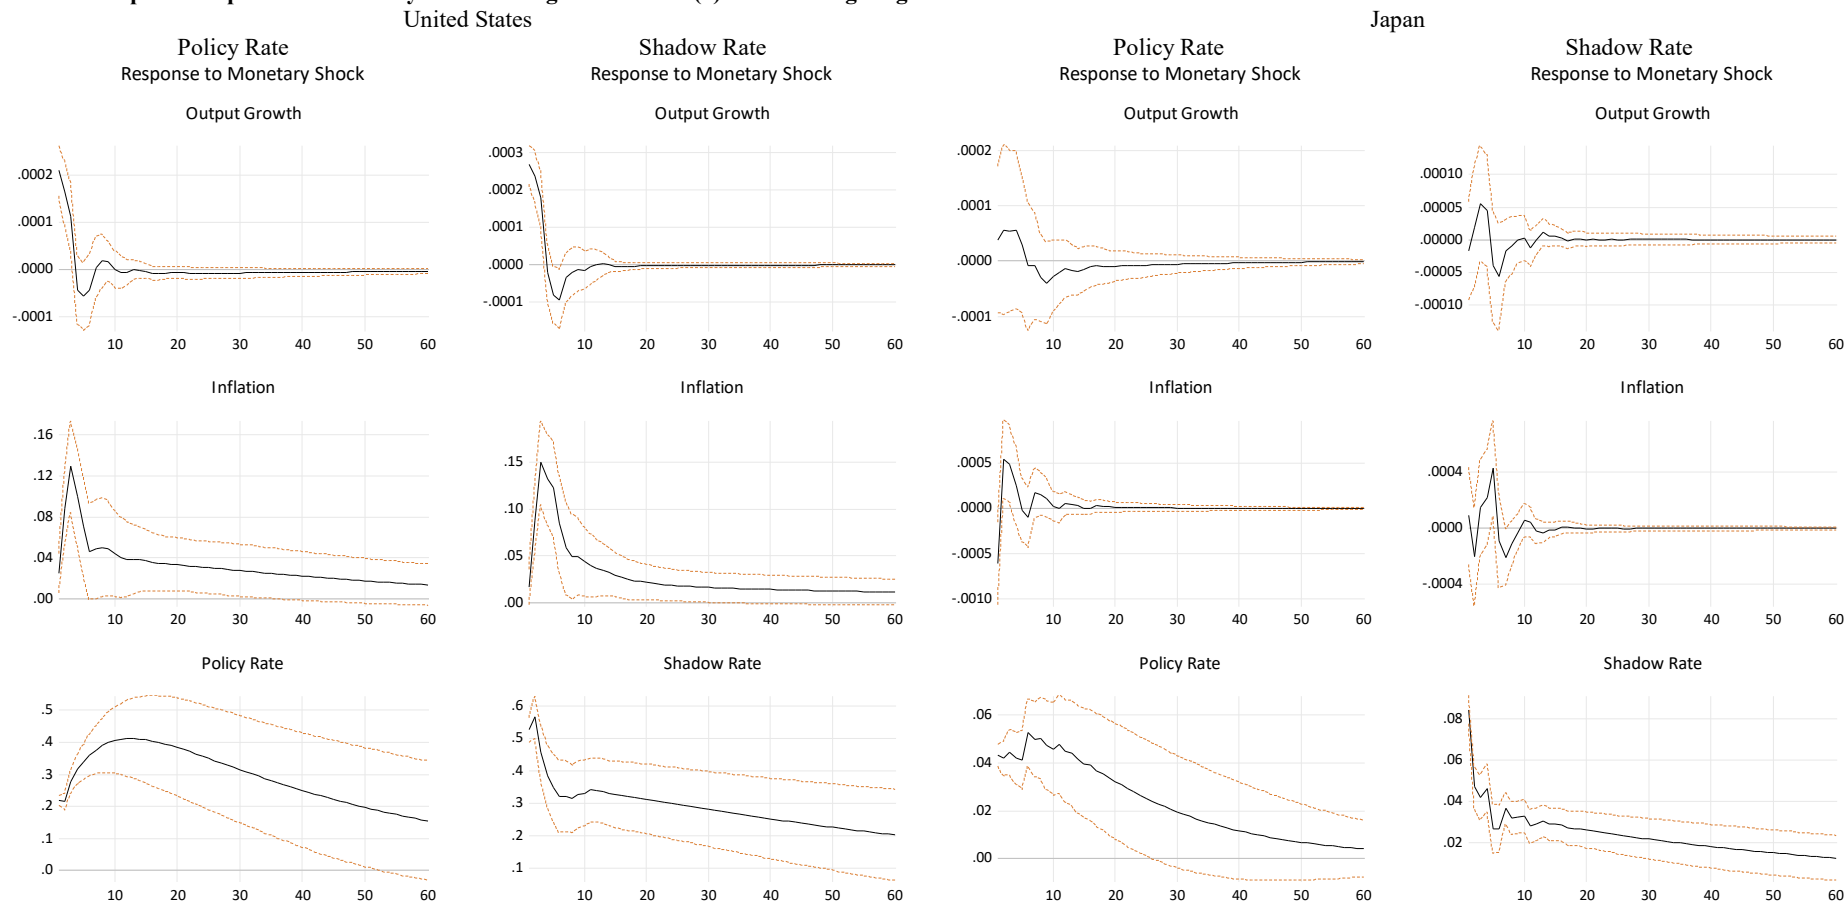 United States
Japan
Policy Rate
Shadow Rate
Policy Rate
Shadow Rate
Response to Monetary Shock
Response to Monetary Shock
Response to Monetary Shock
Response to Monetary Shock
Output Growth
Output Growth
Output Growth
Output Growth
.0002
.0001
.0000
-.0001
10 20 30 40 50 60
.0003
.0002
.0001
.0000
-.0001
10 20 30 40 50 60
.0002
.0001
.0000
-.0001
10 20 30 40 50 60
.00010
.00005
.00000
-.00005
-.00010
10 20 30 40 50 60
Inflation
Inflation
Inflation
Inflation
.16
.12
.08
.04
.00
10 20 30 40 50 60
.15
.10
.05
.00
10 20 30 40 50 60
.0005
.0000
-.0005
-.0010
10 20 30 40 50 60
.0004
.0000
-.0004
10 20 30 40 50 60
Policy Rate
Shadow Rate
Policy Rate
Shadow Rate
.5
.4
.3
.2
.1
.0
10 20 30 40 50 60
.6
.5
.4
.3
.2
.1
10 20 30 40 50 60
.06
.04
.02
.00
10 20 30 40 50 60
.08
.06
.04
.02
10 20 30 40 50 60